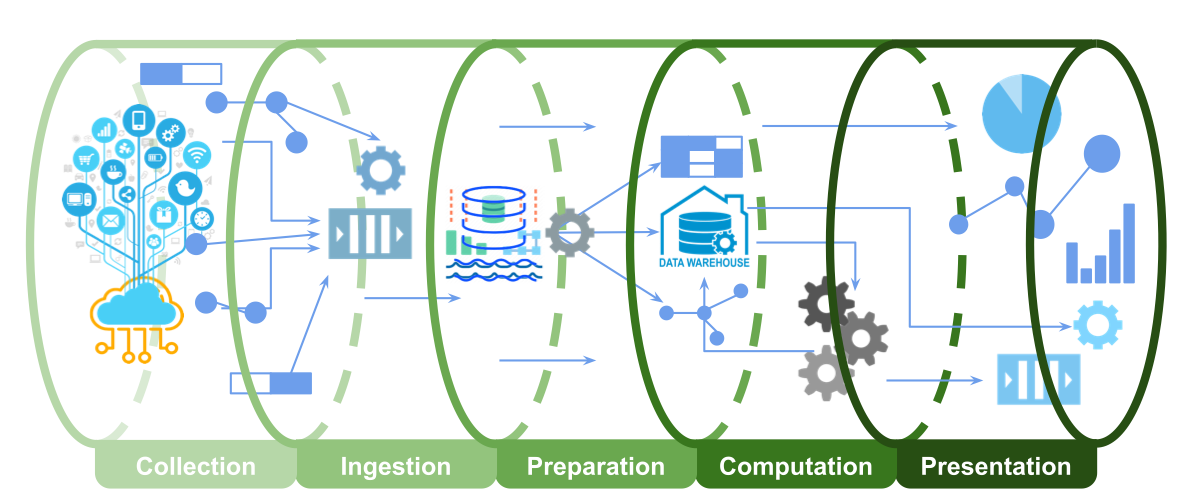 DATA WAREHOUSE
Collection
Ingestion
Preparation
Computation
Presentation